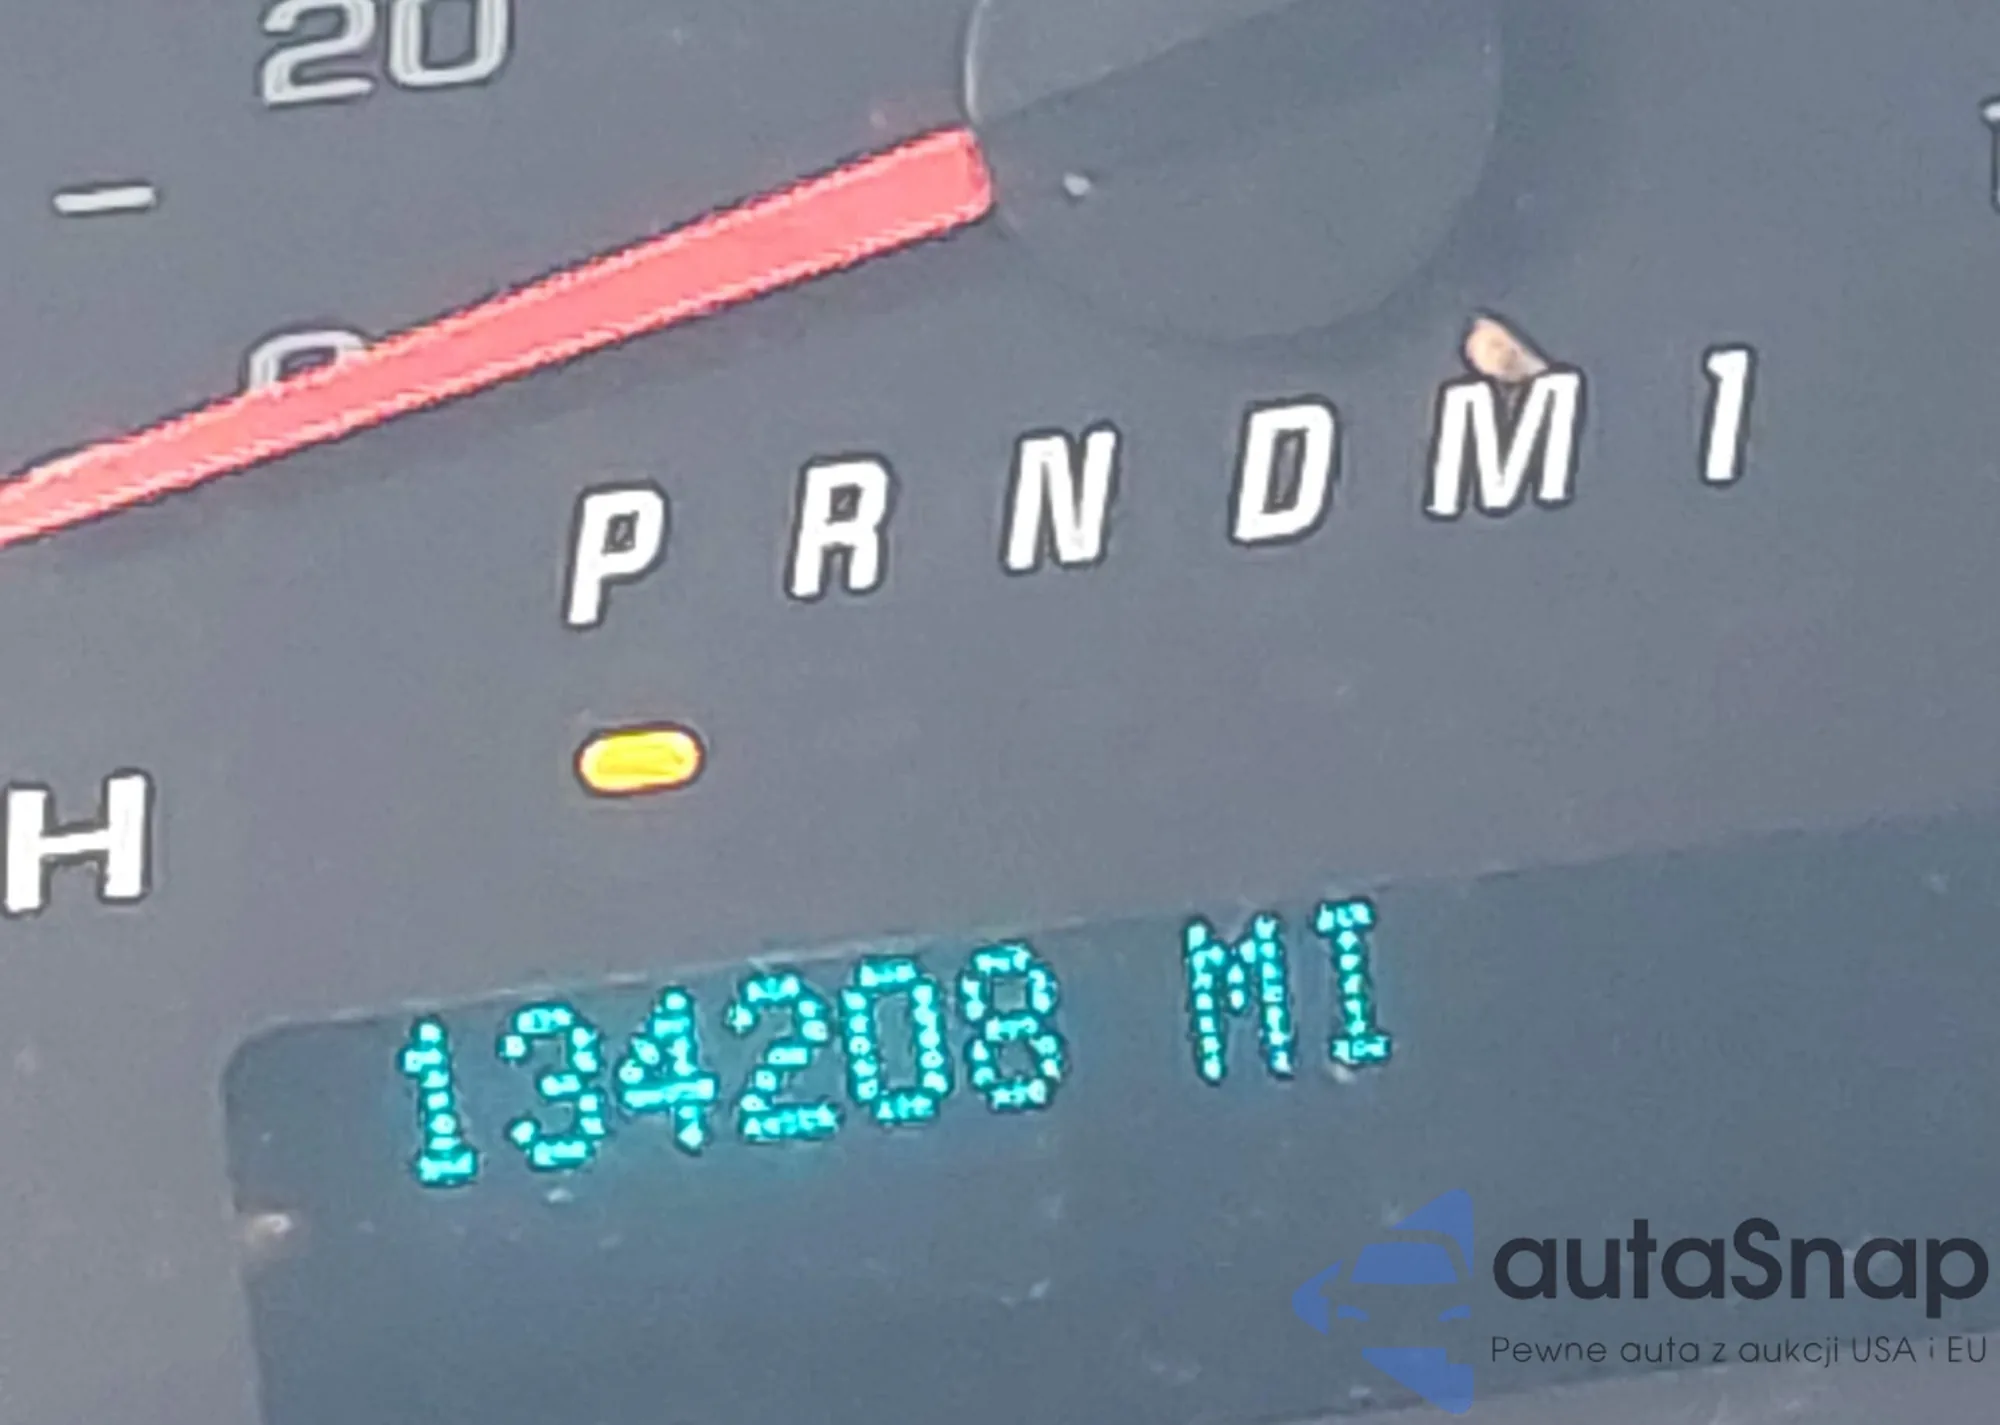 20
0
P R N D M 1
H
134208 MI
autaSnap
Pewne auta z aukcji USA i EU